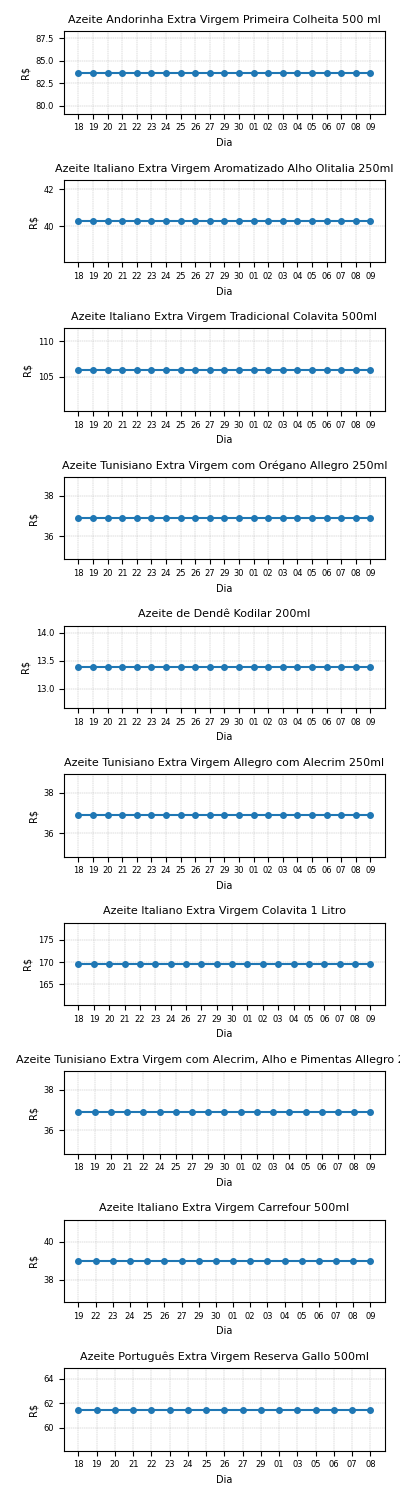 Azeite Andorinha Extra Virgem Primeira Colheita 500 ml
87.5
85.0
82.5
80.0
R$
18 19 20 21 22 23 24 25 26 27 29 30 01 02 03 04 05 06 07 08 09
Dia
Azeite Italiano Extra Virgem Aromatizado Alho Olitalia 250ml
42
40
R$
18 19 20 21 22 23 24 25 26 27 29 30 01 02 03 04 05 06 07 08 09
Dia
Azeite Italiano Extra Virgem Tradicional Colavita 500ml
110
105
R$
18 19 20 21 22 23 24 25 26 27 29 30 01 02 03 04 05 06 07 08 09
Dia
Azeite Tunisiano Extra Virgem com Orégano Allegro 250ml
38
36
R$
18 19 20 21 22 23 24 25 26 27 29 30 01 02 03 04 05 06 07 08 09
Dia
Azeite de Dendê Kodilar 200ml
14.0
13.5
13.0
R$
18 19 20 21 22 23 24 25 26 27 29 30 01 02 03 04 05 06 07 08 09
Dia
Azeite Tunisiano Extra Virgem Allegro com Alecrim 250ml
38
36
R$
18 19 20 21 22 23 24 25 26 27 29 30 01 02 03 04 05 06 07 08 09
Dia
Azeite Italiano Extra Virgem Colavita 1 Litro
175
170
165
R$
18 19 20 21 22 23 24 26 27 29 30 01 02 03 04 05 06 07 08 09
Dia
Azeite Tunisiano Extra Virgem com Alecrim, Alho e Pimentas Allegro 2
38
36
R$
18 19 20 21 22 24 25 27 29 30 01 02 03 04 05 06 07 08 09
Dia
Azeite Italiano Extra Virgem Carrefour 500ml
40
38
R$
19 22 23 24 25 26 27 29 30 01 02 03 04 05 06 07 08 09
Dia
Azeite Português Extra Virgem Reserva Gallo 500ml
64
62
60
R$
18 19 20 21 22 23 24 25 26 27 29 01 03 05 06 07 08
Dia